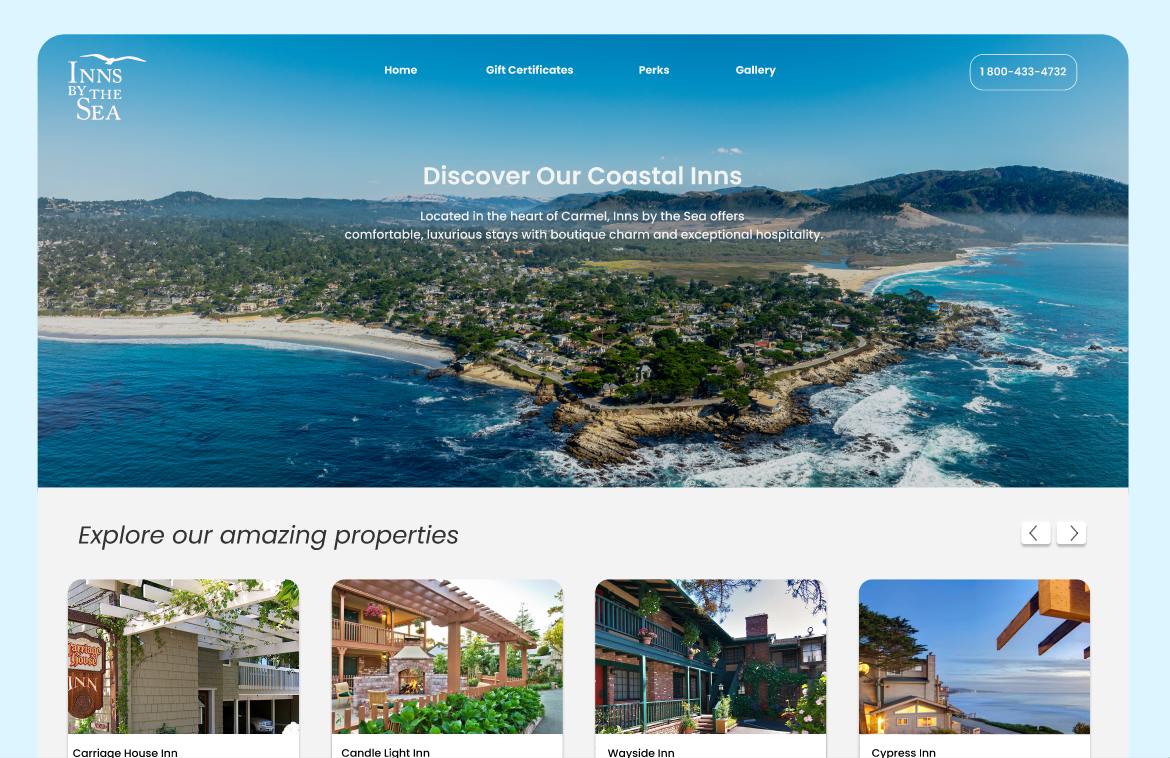 INNS
BY THE
SEA
Home
Gift Certificates
Perks
Gallery
1 800-433-4732
Discover Our Coastal Inns
Located in the heart of Carmel, Inns by the Sea offers
comfortable, luxurious stays with boutique charm and exceptional hospitality.
Explore our amazing properties
Carriage
House
INN
Carriage House Inn
Candle Light Inn
Wayside Inn
Cypress Inn